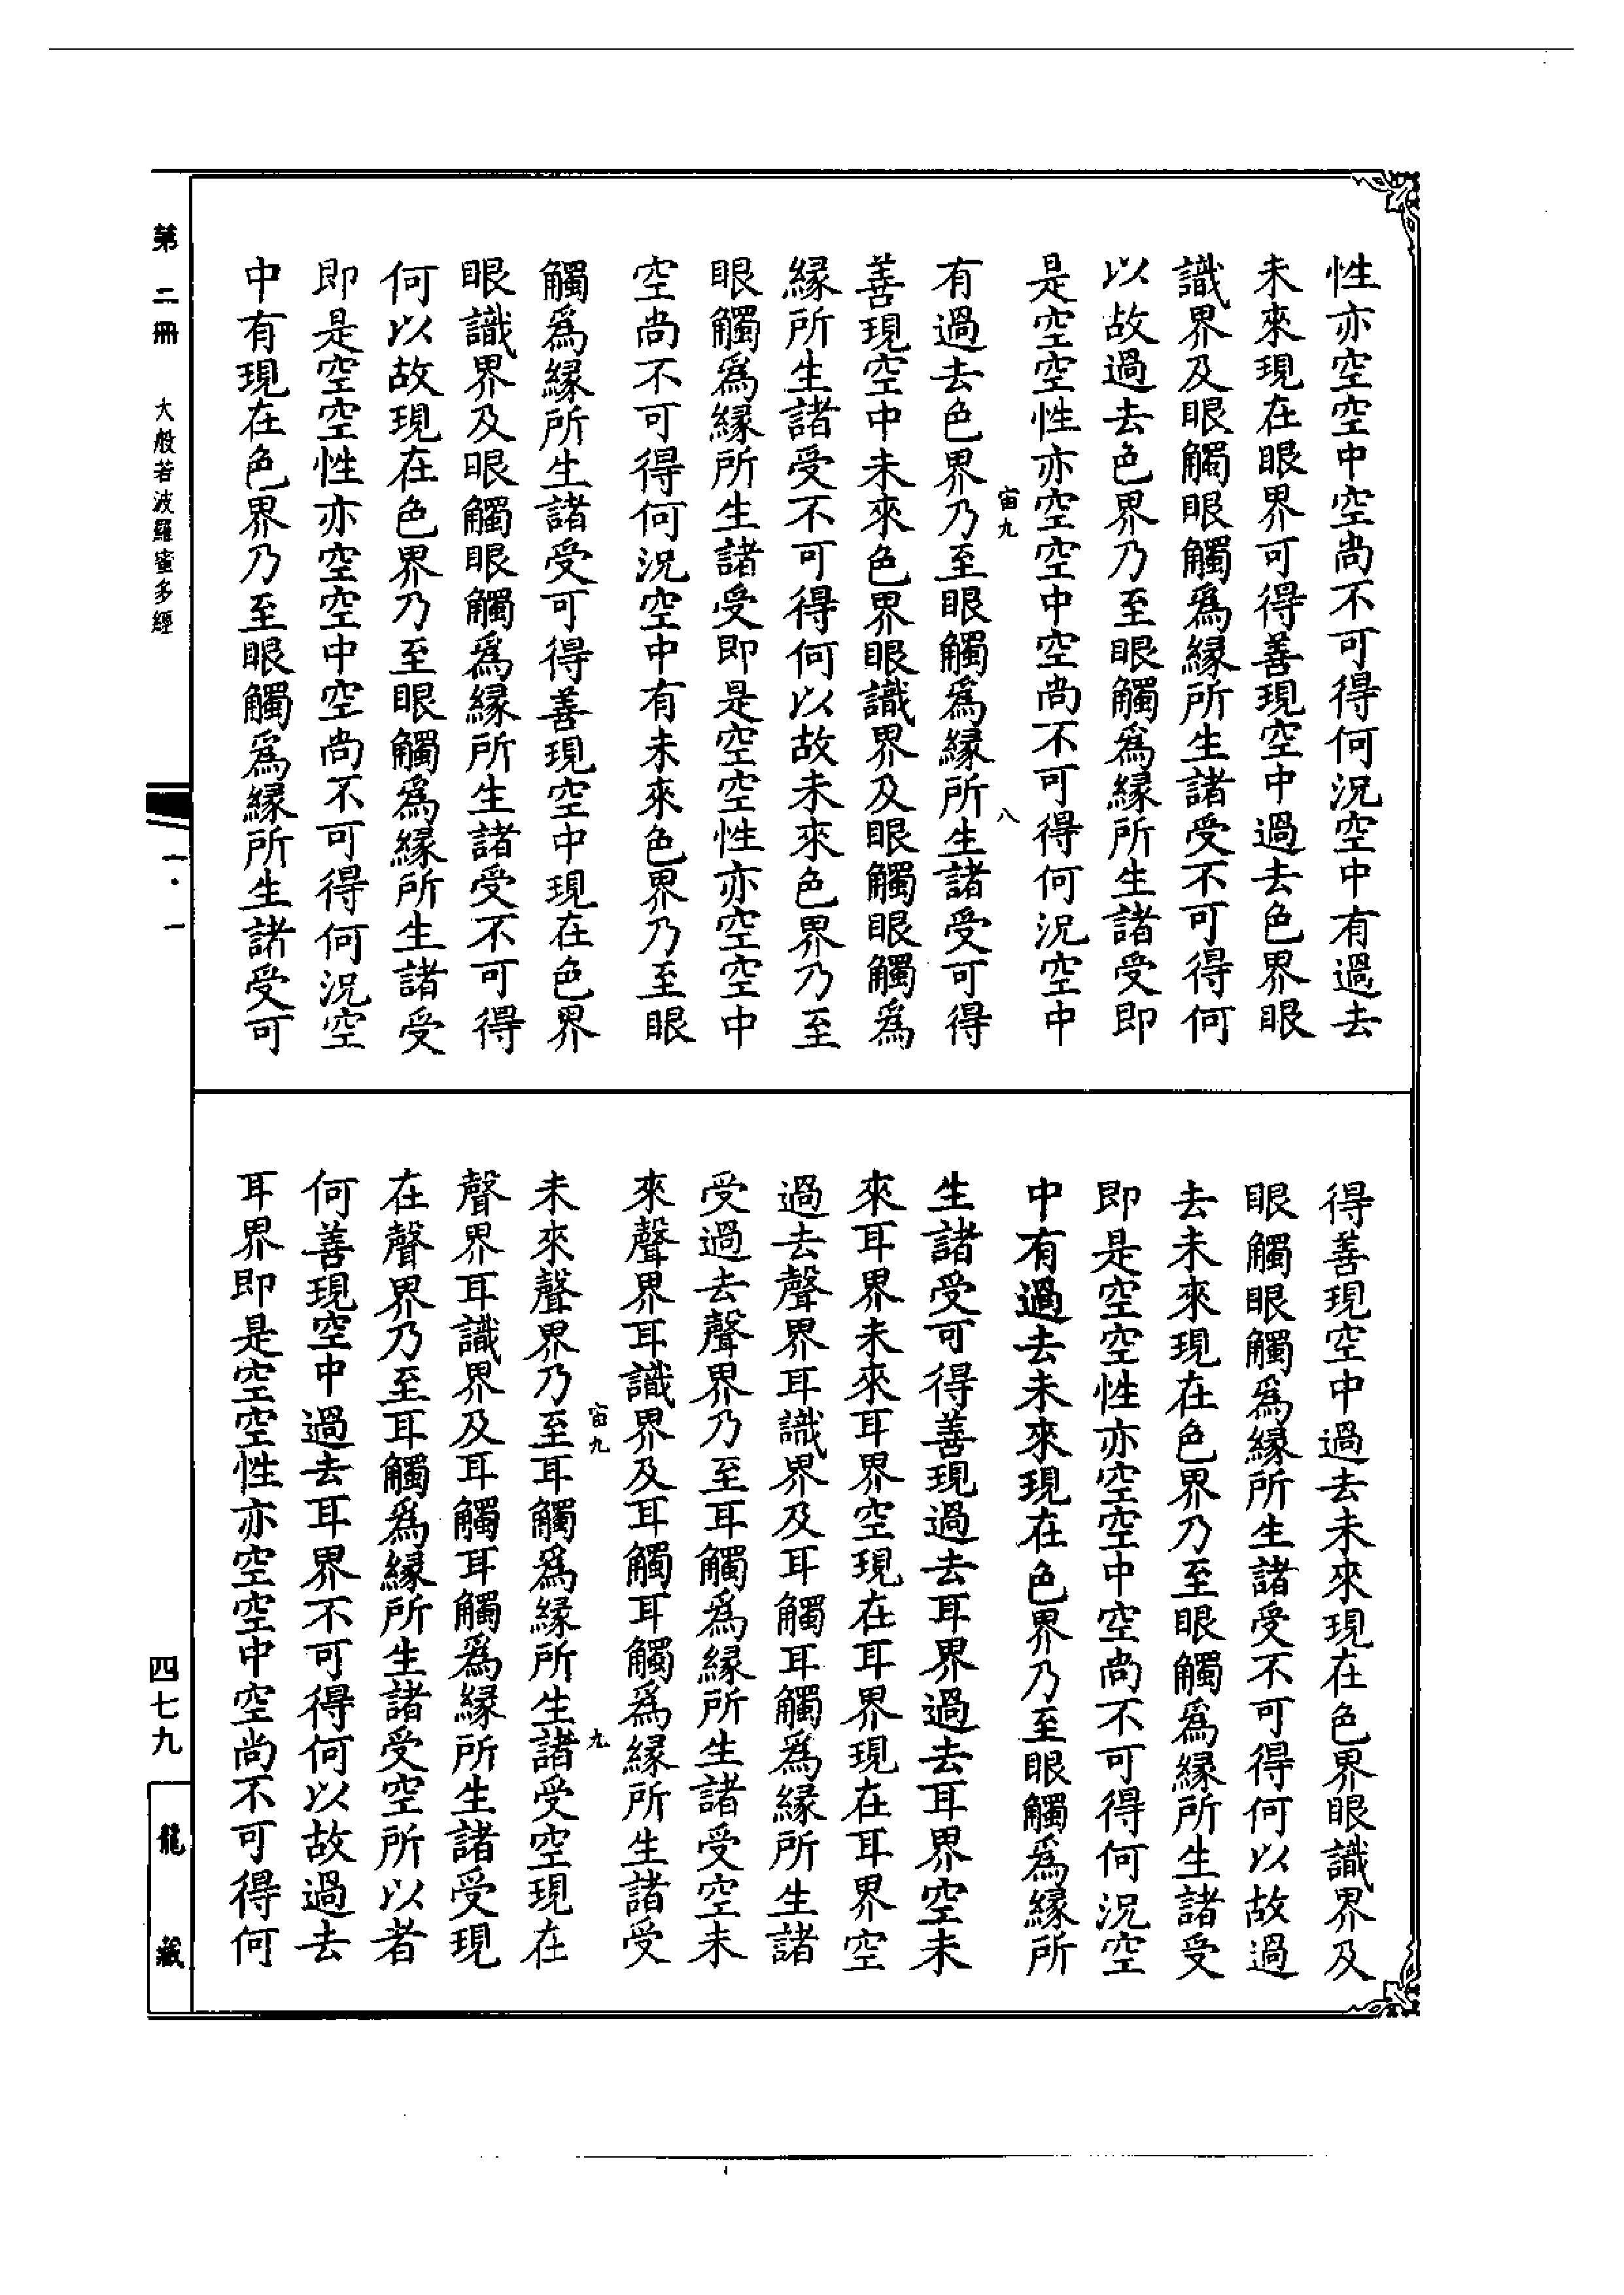 性亦空空中空尚不可得何況空中有過去
未來現在眼界可得善現空中過去色界眼
識界及眼觸眼觸爲緣所生諸受不可得何
以故過去色界乃至眼觸爲緣所生諸受即
是空空性亦空空中空尚不可得何況空中
宙九 八
有過去色界乃至眼觸爲緣所生諸受可得
善現空中未來色界眼識界及眼觸眼觸爲
緣所生諸受不可得何以故未來色界乃至
眼觸爲緣所生諸受即是空空性亦空空中
空尚不可得何況空中有未來色界乃至眼
觸爲緣所生諸受可得善現空中現在色界
眼識界及眼觸眼觸爲緣所生諸受不可得
何以故現在色界乃至眼觸爲緣所生諸受
即是空空性亦空空中空尚不可得何況空
中有現在色界乃至眼觸爲緣所生諸受可
得善現空中過去未來現在色界眼識界及
眼觸眼觸爲緣所生諸受不可得何以故過
去未來現在色界乃至眼觸爲緣所生諸受
即是空空性亦空空中空尚不可得何況空
中有過去未來現在色界乃至眼觸爲緣所
生諸受可得善現過去耳界過去耳界空未
來耳界未來耳界空現在耳界現在耳界空
過去聲界耳識界及耳觸耳觸爲緣所生諸
受過去聲界乃至耳觸爲緣所生諸受空未
來聲界耳識界及耳觸耳觸爲緣所生諸受
宙九 九
未來聲界乃至耳觸爲緣所生諸受空現在
聲界耳識界及耳觸耳觸爲緣所生諸受現
在聲界乃至耳觸爲緣所生諸受空所以者
何善現空中過去耳界不可得何以故過去
耳界即是空空性亦空空中空尚不可得何
第二冊 大般若波羅蜜多經 一·一 四七九 龍藏